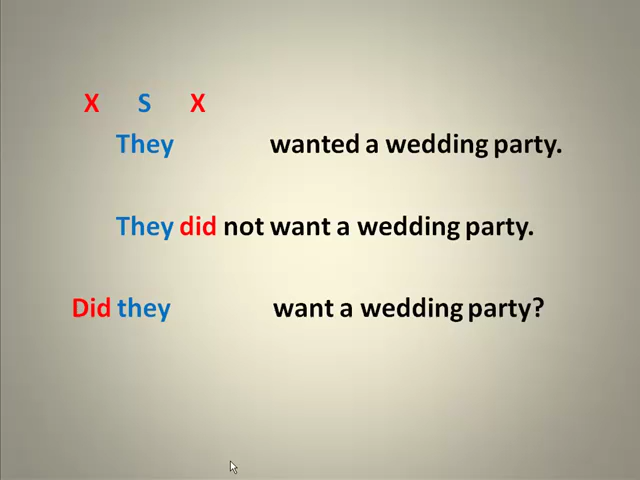 X S X
They wanted a wedding party.
They did not want a wedding party.
Did they want a wedding party?